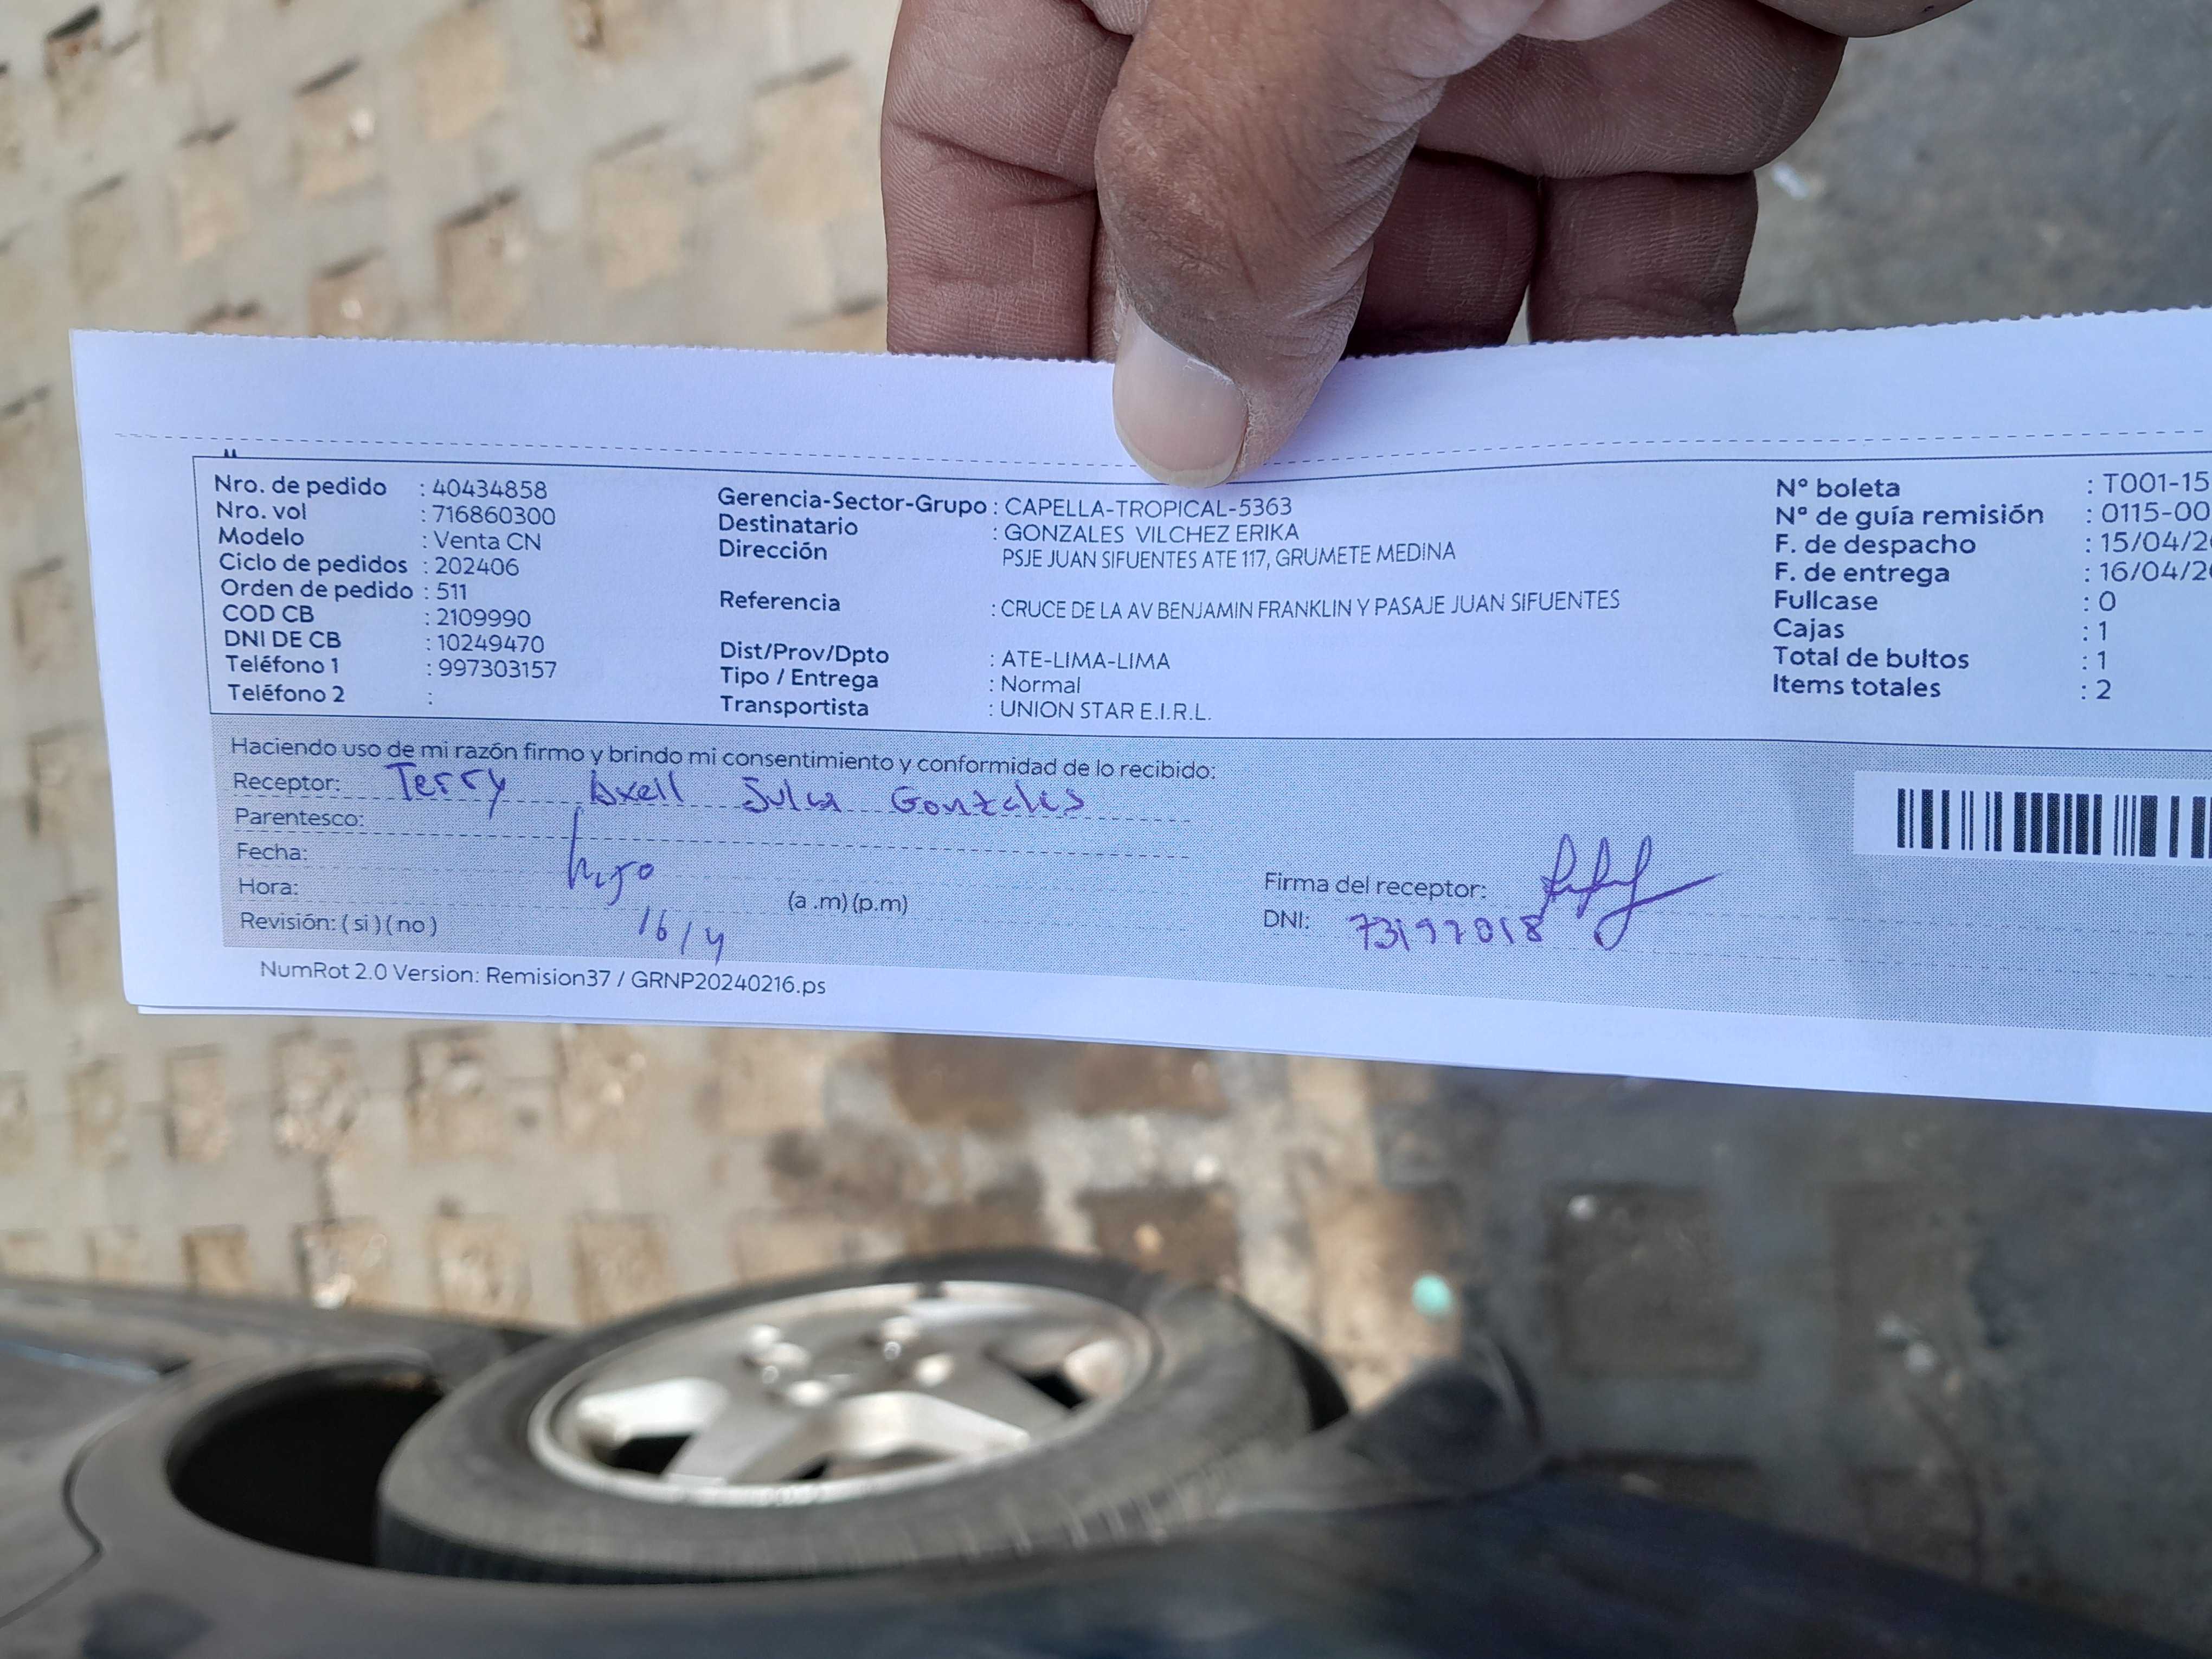 Nro. de pedido : 40434858
Nro. vol : 716860300
Modelo : Venta CN
Ciclo de pedidos : 202406
Orden de pedido : 511
COD CB : 2109990
DNI DE CB : 10249470
Teléfono 1 : 997303157
Teléfono 2 :
Gerencia-Sector-Grupo : CAPELLA-TROPICAL-5363
Destinatario : GONZALES VILCHEZ ERIKA
Dirección PSJE JUAN SIFUENTES ATE 117, GRUMETE MEDINA
Referencia : CRUCE DE LA AV BENJAMIN FRANKLIN Y PASAJE JUAN SIFUENTES
Dist/Prov/Dpto : ATE-LIMA-LIMA
Tipo / Entrega : Normal
Transportista : UNION STAR E.I.R.L.
Nº boleta : T001-15
Nº de guía remisión : 0115-00
F. de despacho : 15/04/20
F. de entrega : 16/04/20
Fullcase : 0
Cajas : 1
Total de bultos : 1
Items totales : 2
Haciendo uso de mi razón firmo y brindo mi consentimiento y conformidad de lo recibido:
Receptor: Terry Axell Sulca Gonzales
Parentesco:
Fecha: hijo
Hora: (a .m) (p.m)
Revisión: ( si ) ( no ) 16/4
Firma del receptor:
DNI: 73197018
NumRot 2.0 Version: Remision37 / GRNP20240216.ps